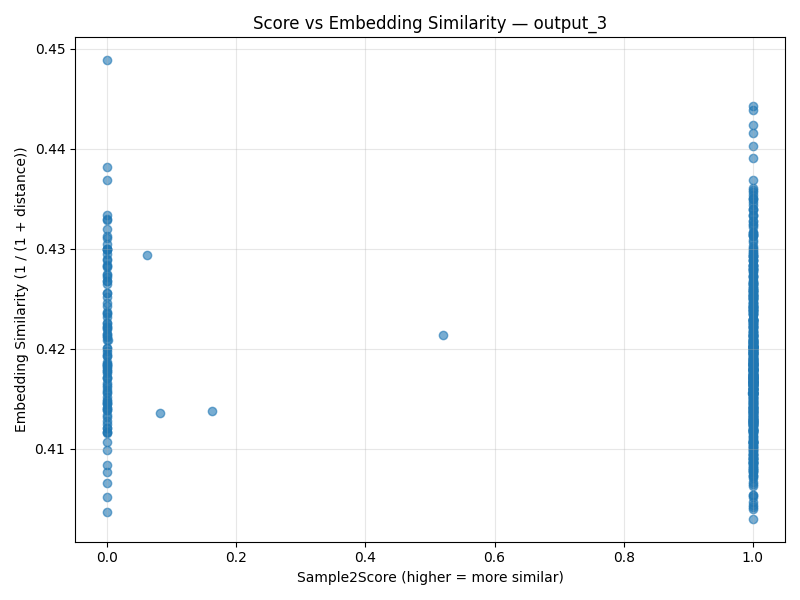 Score vs Embedding Similarity — output_3
Embedding Similarity (1 / (1 + distance))
0.45
0.44
0.43
0.42
0.41
0.0 0.2 0.4 0.6 0.8 1.0
Sample2Score (higher = more similar)